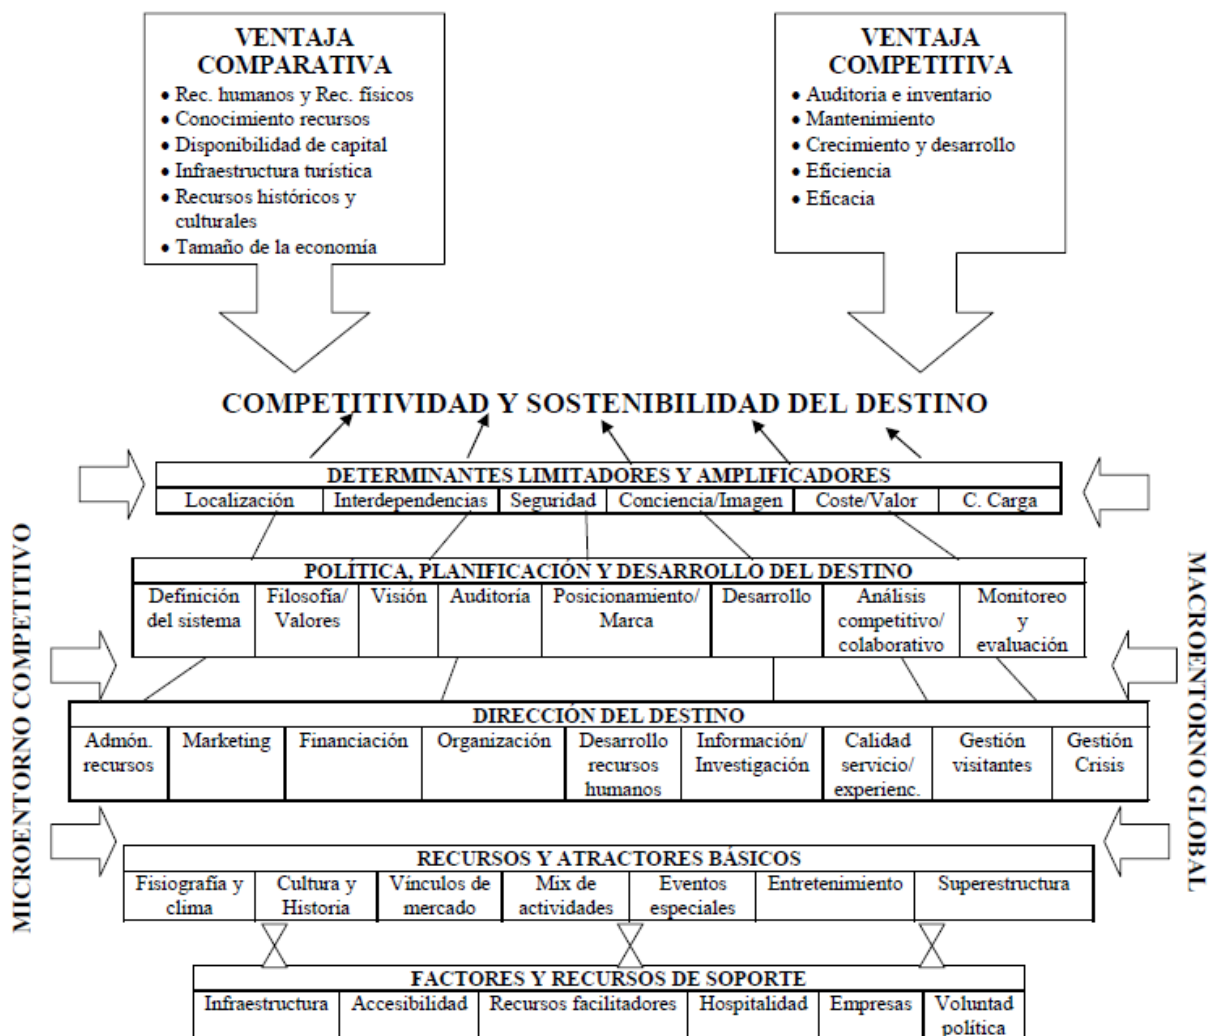 VENTAJA
COMPARATIVA
• Rec. humanos y Rec. físicos
• Conocimiento recursos
• Disponibilidad de capital
• Infraestructura turística
• Recursos históricos y
culturales
• Tamaño de la economía
VENTAJA
COMPETITIVA
• Auditoria e inventario
• Mantenimiento
• Crecimiento y desarrollo
• Eficiencia
• Eficacia
COMPETITIVIDAD Y SOSTENIBILIDAD DEL DESTINO
MICROENTORNO COMPETITIVO
MACROENTORNO GLOBAL
DETERMINANTES LIMITADORES Y AMPLIFICADORES
Localización
Interdependencias
Seguridad
Conciencia/Imagen
Coste/Valor
C. Carga
POLÍTICA, PLANIFICACIÓN Y DESARROLLO DEL DESTINO
Definición
del sistema
Filosofía/
Valores
Visión
Auditoría
Posicionamiento/
Marca
Desarrollo
Análisis
competitivo/
colaborativo
Monitoreo
y
evaluación
DIRECCIÓN DEL DESTINO
Admón.
recursos
Marketing
Financiación
Organización
Desarrollo
recursos
humanos
Información/
Investigación
Calidad
servicio/
experienc.
Gestión
visitantes
Gestión
Crisis
RECURSOS Y ATRACTORES BÁSICOS
Fisiografía y
clima
Cultura y
Historia
Vínculos de
mercado
Mix de
actividades
Eventos
especiales
Entretenimiento
Superestructura
FACTORES Y RECURSOS DE SOPORTE
Infraestructura
Accesibilidad
Recursos facilitadores
Hospitalidad
Empresas
Voluntad
política